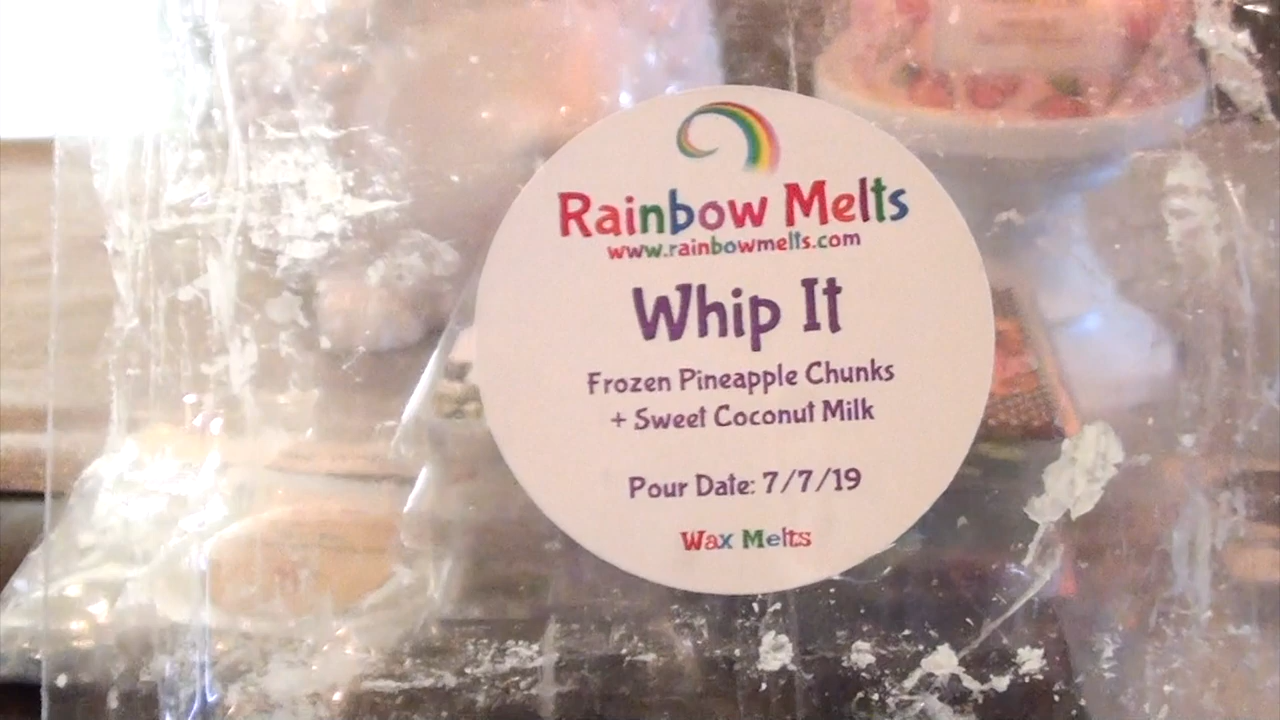 Rainbow Melts
www.rainbowmelts.com
Whip It
Frozen Pineapple Chunks
+ Sweet Coconut Milk
Pour Date: 7/7/19
Wax Melts